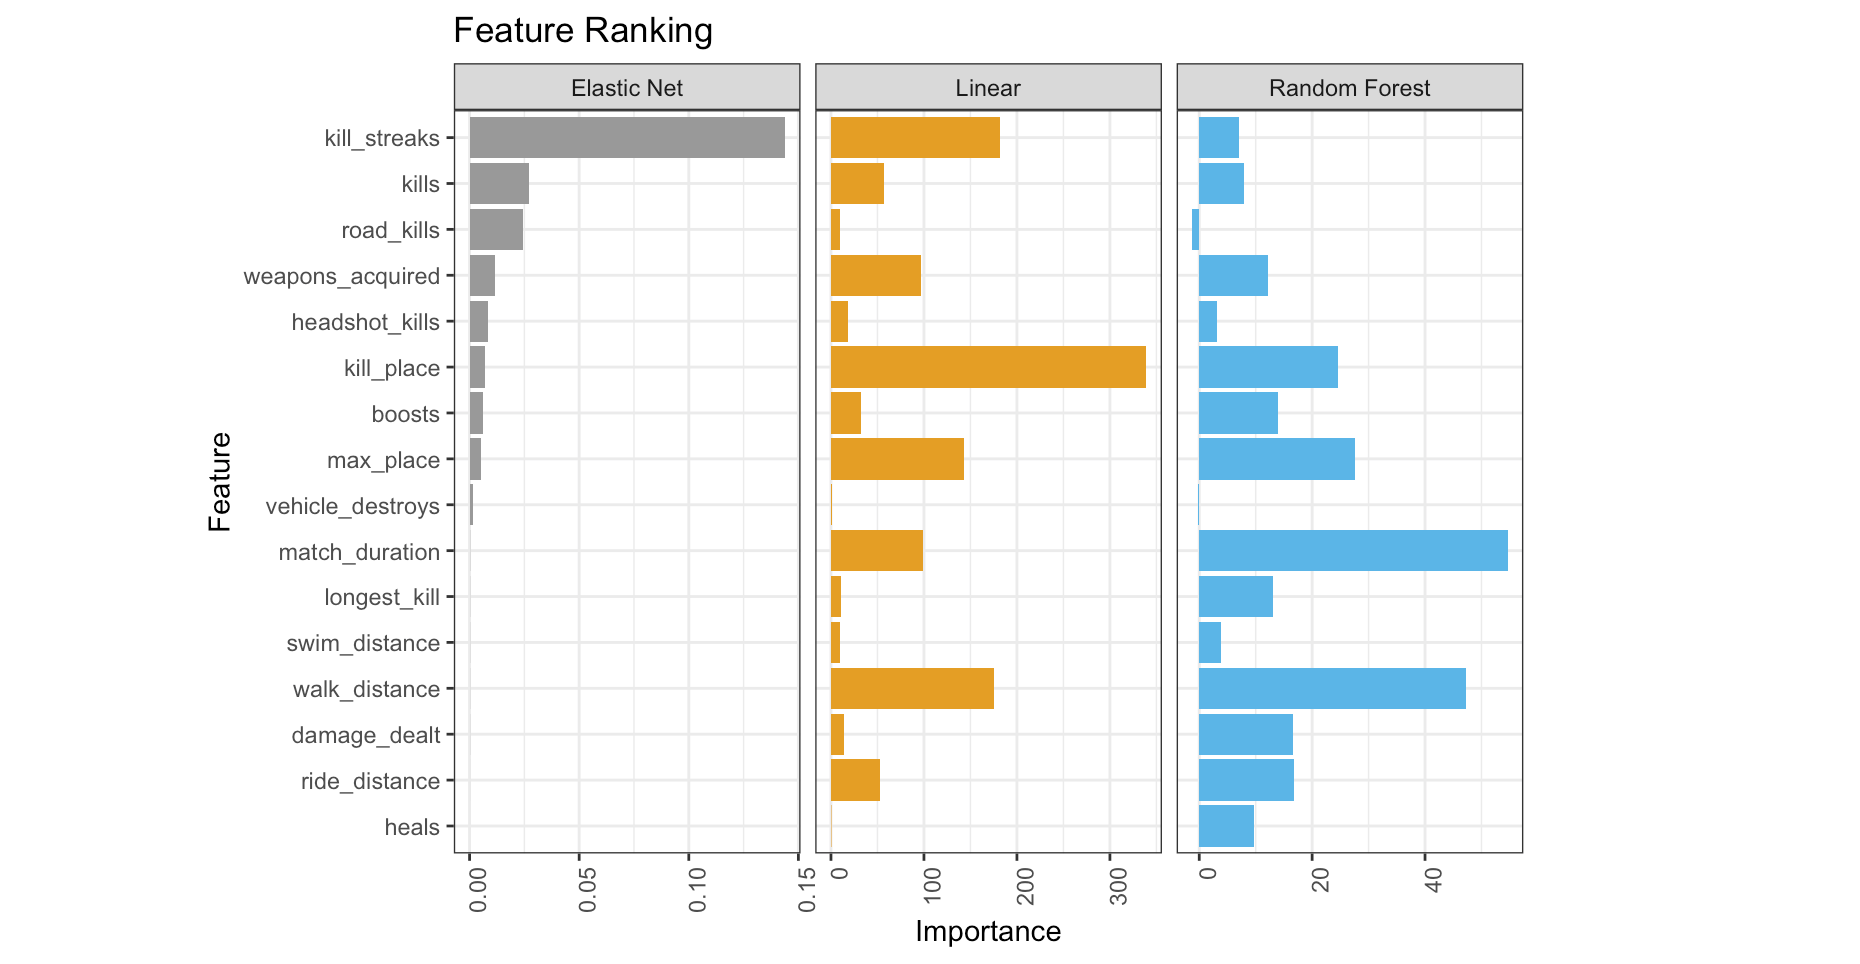 Feature Ranking
Elastic Net
Linear
Random Forest
kill_streaks
kills
road_kills
weapons_acquired
headshot_kills
kill_place
boosts
max_place
vehicle_destroys
match_duration
longest_kill
swim_distance
walk_distance
damage_dealt
ride_distance
heals
Feature
0.00
0.05
0.10
0.15
0
100
200
300
0
20
40
Importance